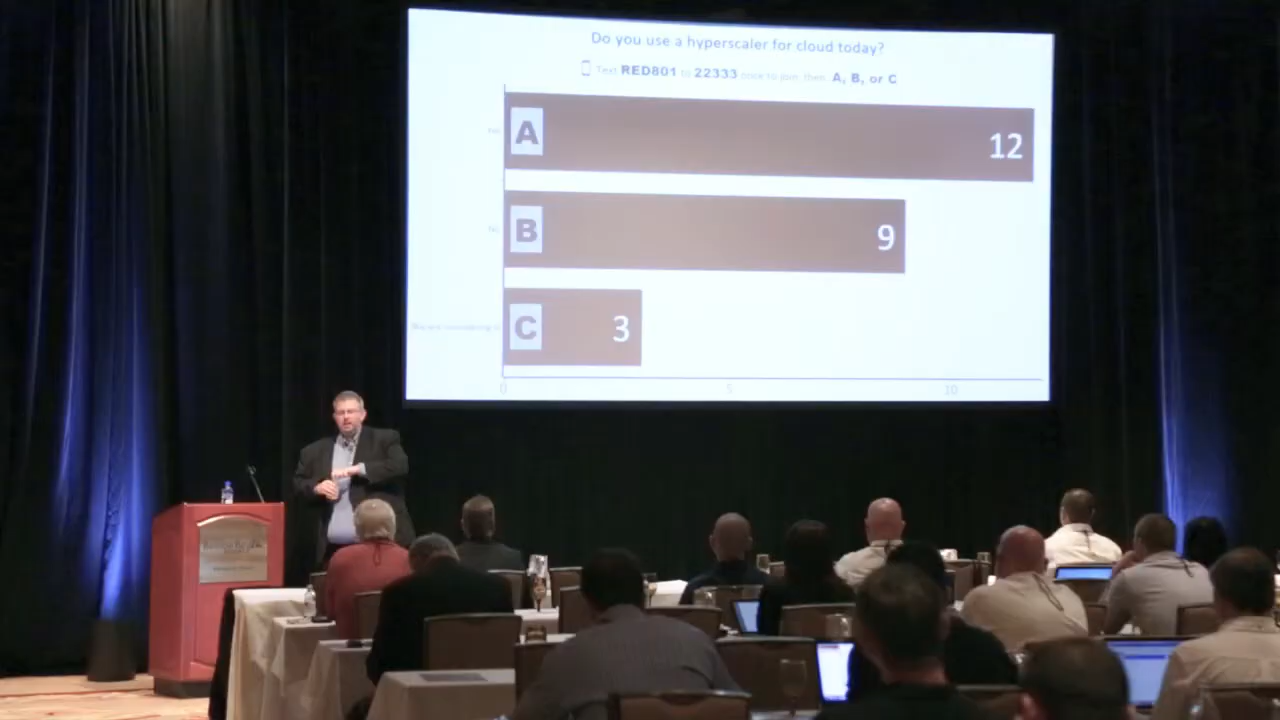 Do you use a hyperscaler for cloud today?
Text RED801 to 22333 once to join, then A, B, or C
A 12
B 9
No
C 3
0 5 10